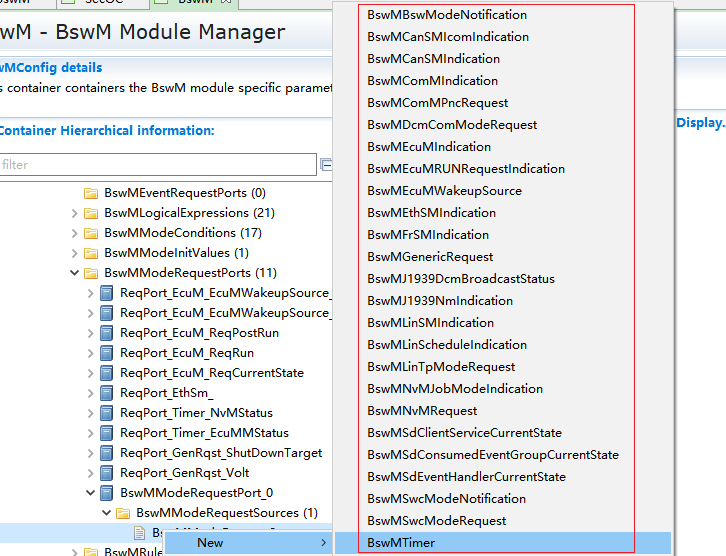 SecOC
BswM
wM - BswM Module Manager
wMConfig details
s container containers the BswM module specific paramet
Container Hierarchical information:
filter
BswMEventRequestPorts (0)
BswMLogicalExpressions (21)
BswMModeConditions (17)
BswMModeInitValues (1)
BswMModeRequestPorts (11)
ReqPort_EcuM_EcuMWakeupSource_
ReqPort_EcuM_EcuMWakeupSource_
ReqPort_EcuM_ReqPostRun
ReqPort_EcuM_ReqRun
ReqPort_EcuM_ReqCurrentState
ReqPort_EthSm_
ReqPort_Timer_NvMStatus
ReqPort_Timer_EcuMMStatus
ReqPort_GenRqst_ShutDownTarget
ReqPort_GenRqst_Volt
BswMModeRequestPort_0
BswMModeRequestSources (1)
BswMRule
New
BswMBswModeNotification
BswMCanSMIcomIndication
BswMCanSMIndication
BswMComMIndication
BswMComMPncRequest
BswMDcmComModeRequest
BswMEcuMIndication
BswMEcuMRUNRequestIndication
BswMEcuMWakeupSource
BswMEthSMIndication
BswMFrSMIndication
BswMGenericRequest
BswMJ1939DcmBroadcastStatus
BswMJ1939NmIndication
BswMLinSMIndication
BswMLinScheduleIndication
BswMLinTpModeRequest
BswMNvMJobModeIndication
BswMNvMRequest
BswMSdClientServiceCurrentState
BswMSdConsumedEventGroupCurrentState
BswMSdEventHandlerCurrentState
BswMSwcModeNotification
BswMSwcModeRequest
BswMTimer
Display.